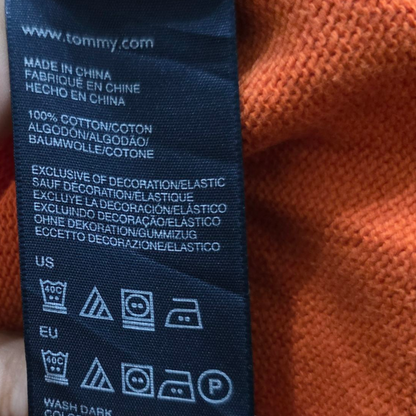 www.tommy.com
MADE IN CHINA
FABRIQUÉ EN CHINE
HECHO EN CHINA
100% COTTON/COTON
ALGODÓN/ALGODÃO/
BAUMWOLLE/COTONE
EXCLUSIVE OF DECORATION/ELASTIC
SAUF DÉCORATION/ELASTIQUE
EXCLUYE LA DECORACIÓN/ELÁSTICO
EXCLUINDO DECORAÇÃO/ELÁSTICO
OHNE DEKORATION/GUMMIZUG
ECCETTO DECORAZIONE/ELASTICO
US
40C
EU
40C P
WASH DARK